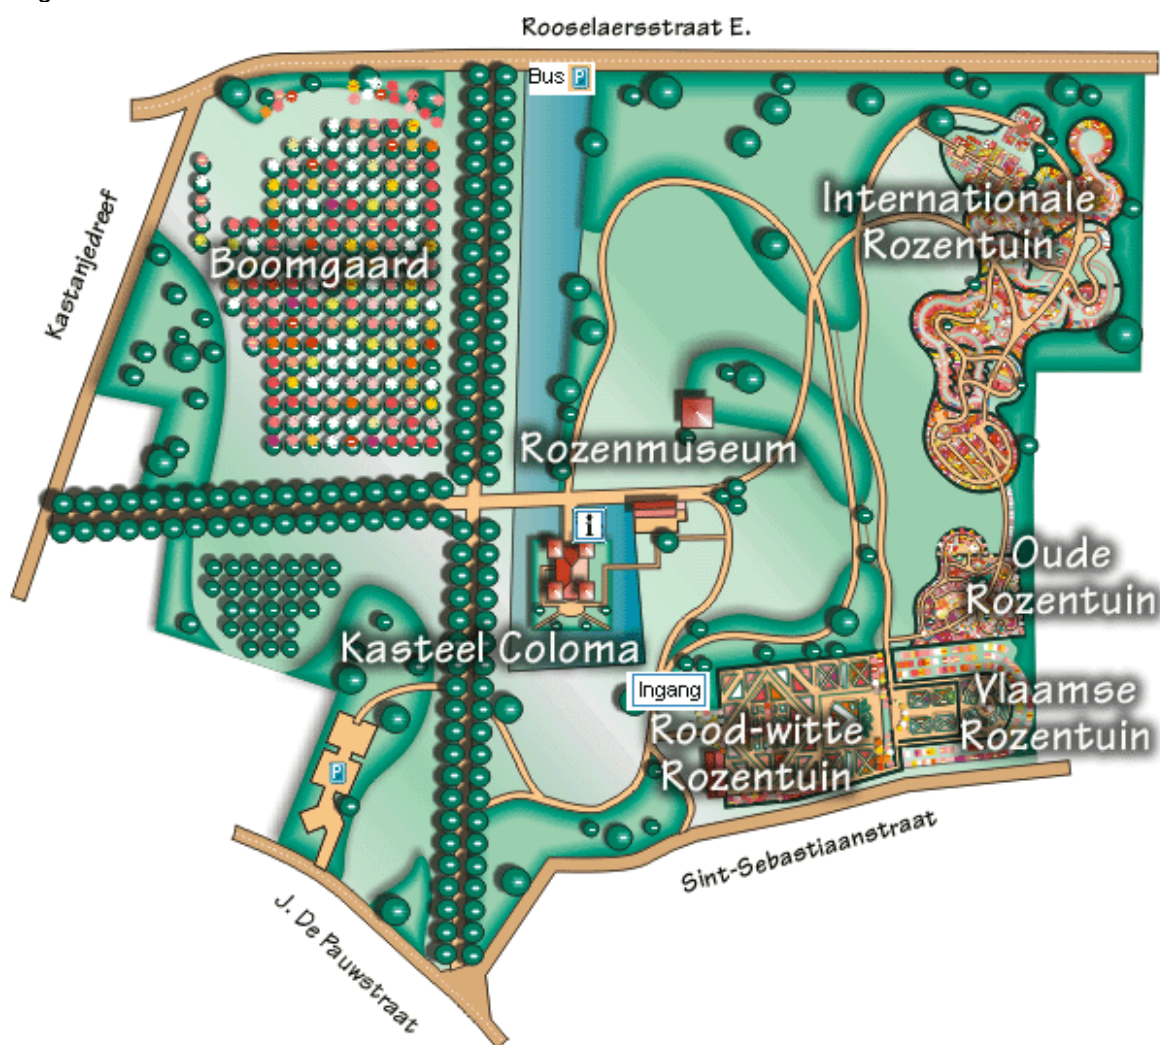 Rooselaersstraat E.
Bus P
Kastanjedreef
Internationale
Rozentuin
Boomgaard
Rozenmuseum
i
Oude
Rozentuin
Kasteel Coloma
Ingang
Vlaamse
Rozentuin
Rood-witte
Rozentuin
P
Sint-Sebastiaanstraat
J. De Pauwstraat